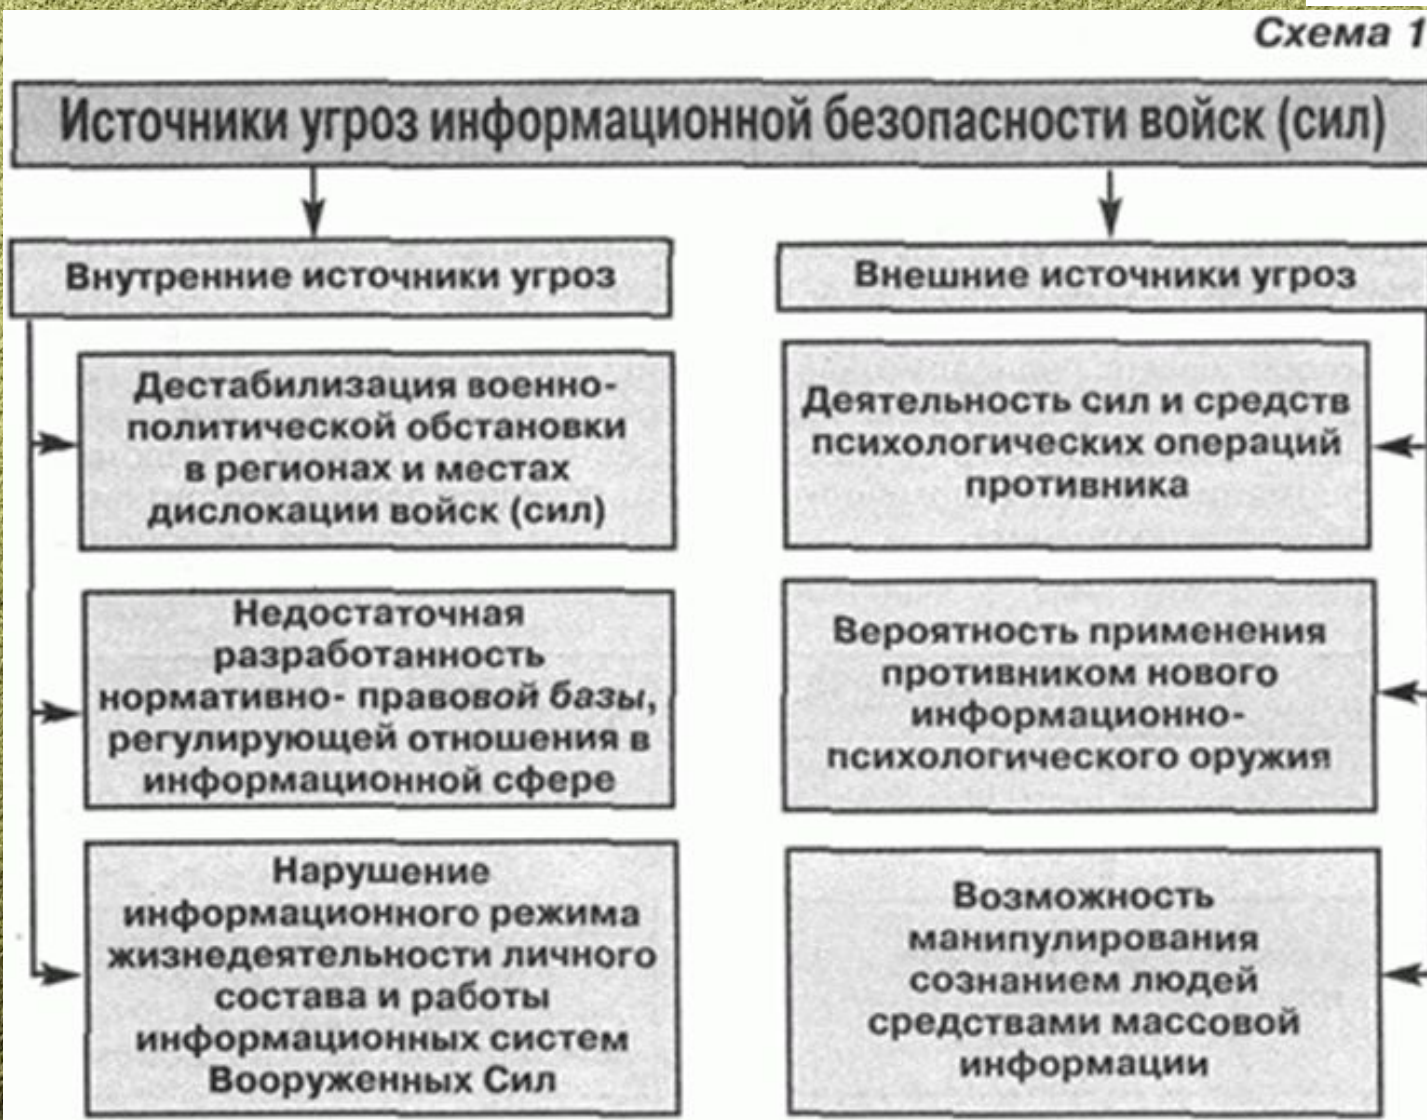 Схема 1
Источники угроз информационной безопасности войск (сил)
Внутренние источники угроз
Дестабилизация военно-
политической обстановки
в регионах и местах
дислокации войск (сил)
Недостаточная
разработанность
нормативно- правовой базы,
регулирующей отношения в
информационной сфере
Нарушение
информационного режима
жизнедеятельности личного
состава и работы
информационных систем
Вооруженных Сил
Внешние источники угроз
Деятельность сил и средств
психологических операций
противника
Вероятность применения
противником нового
информационно-
психологического оружия
Возможность
манипулирования
сознанием людей
средствами массовой
информации